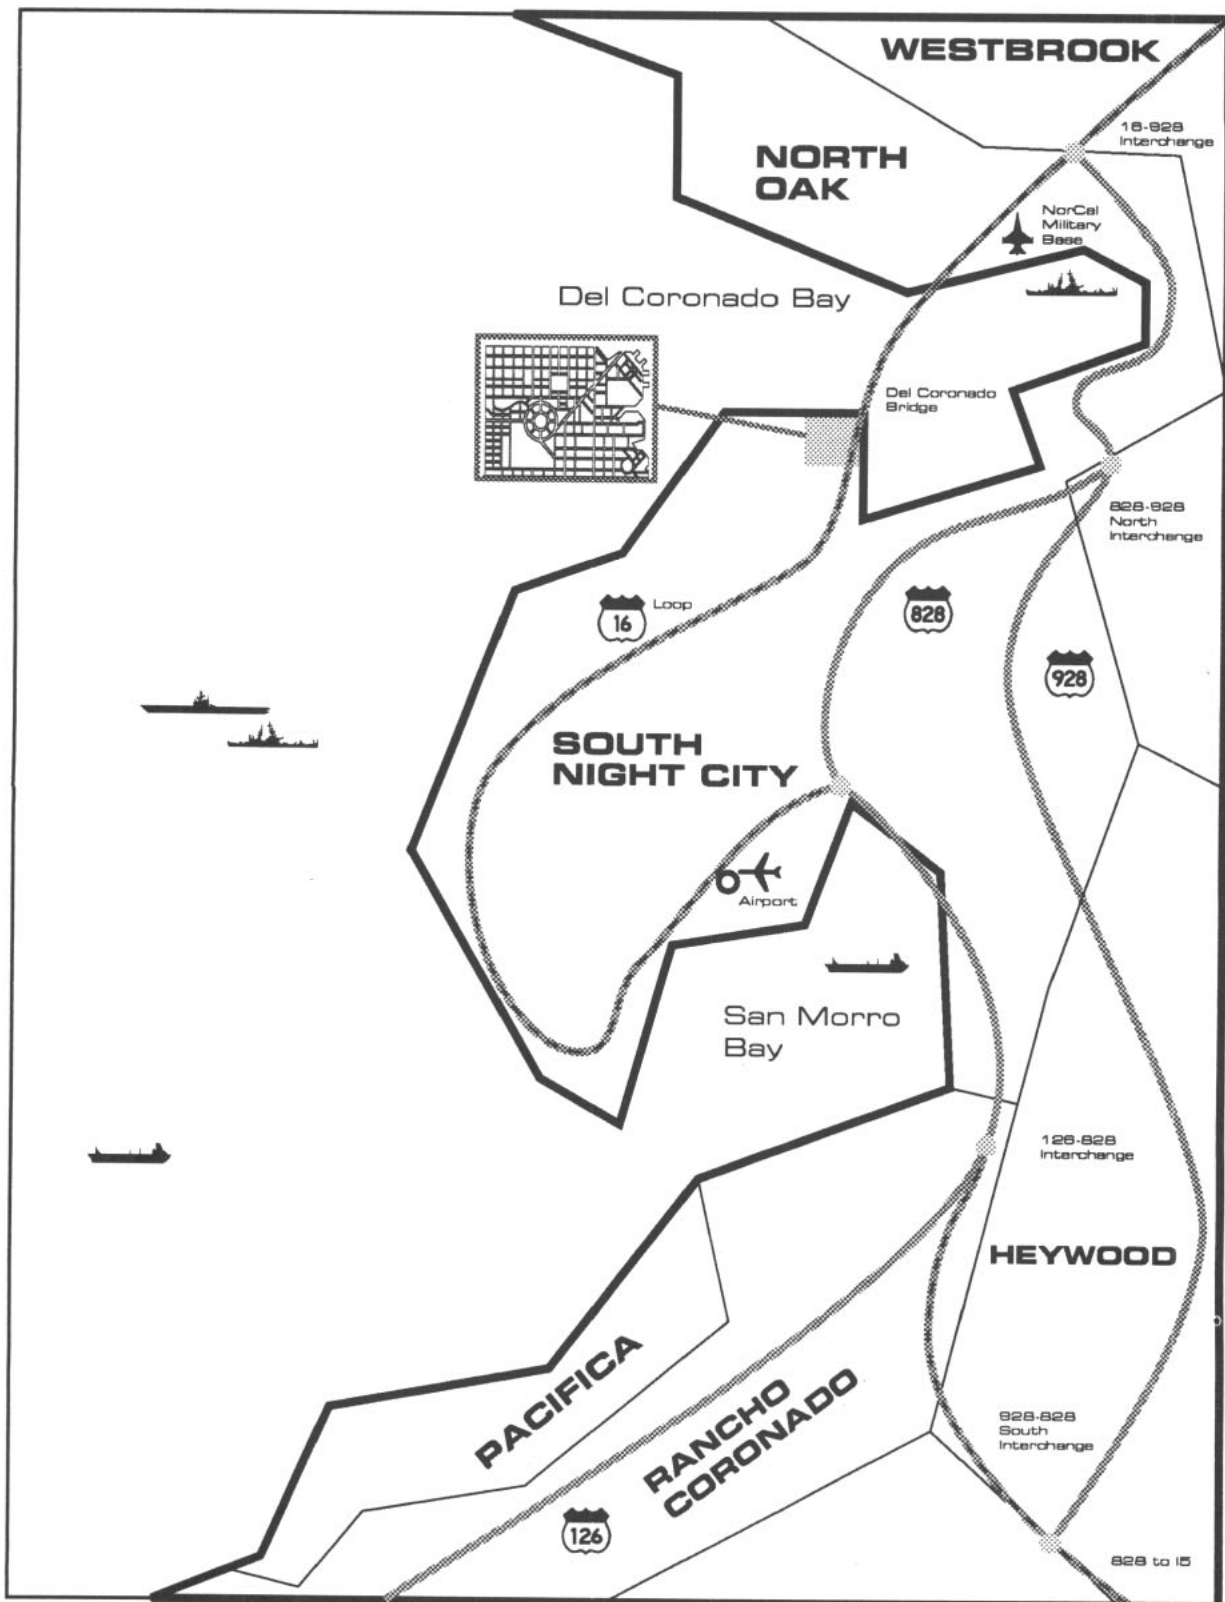 WESTBROOK
16-928
Interchange
NORTH
OAK
NorCal
Military
Base
Del Coronado Bay
Del Coronado
Bridge
828-928
North
Interchange
16
Loop
828
928
SOUTH
NIGHT CITY
Airport
San Morro
Bay
126-828
Interchange
HEYWOOD
PACIFICA
RANCHO
CORONADO
928-828
South
Interchange
126
828 to 15